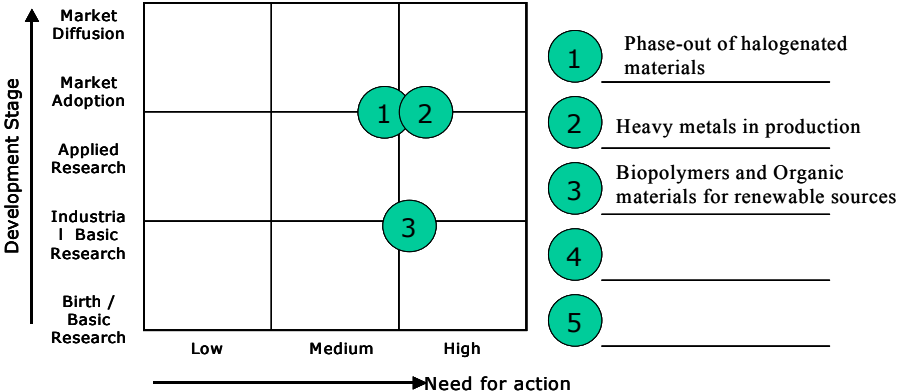 Development Stage
Market
Diffusion
Market
Adoption
Applied
Research
Industria
l Basic
Research
Birth /
Basic
Research
1
2
3
Low
Medium
High
Need for action
1
Phase-out of halogenated
materials
2
Heavy metals in production
3
Biopolymers and Organic
materials for renewable sources
4
5